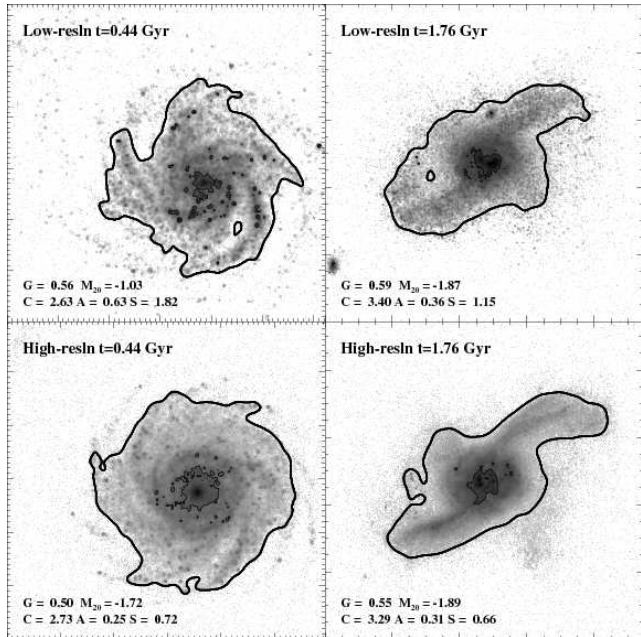 Low-resln t=0.44 Gyr
G = 0.56 M₂₀ = -1.03
C = 2.63 A = 0.63 S = 1.82
Low-resln t=1.76 Gyr
G = 0.59 M₂₀ = -1.87
C = 3.40 A = 0.36 S = 1.15
High-resln t=0.44 Gyr
G = 0.50 M₂₀ = -1.72
C = 2.73 A = 0.25 S = 0.72
High-resln t=1.76 Gyr
G = 0.55 M₂₀ = -1.89
C = 3.29 A = 0.31 S = 0.66